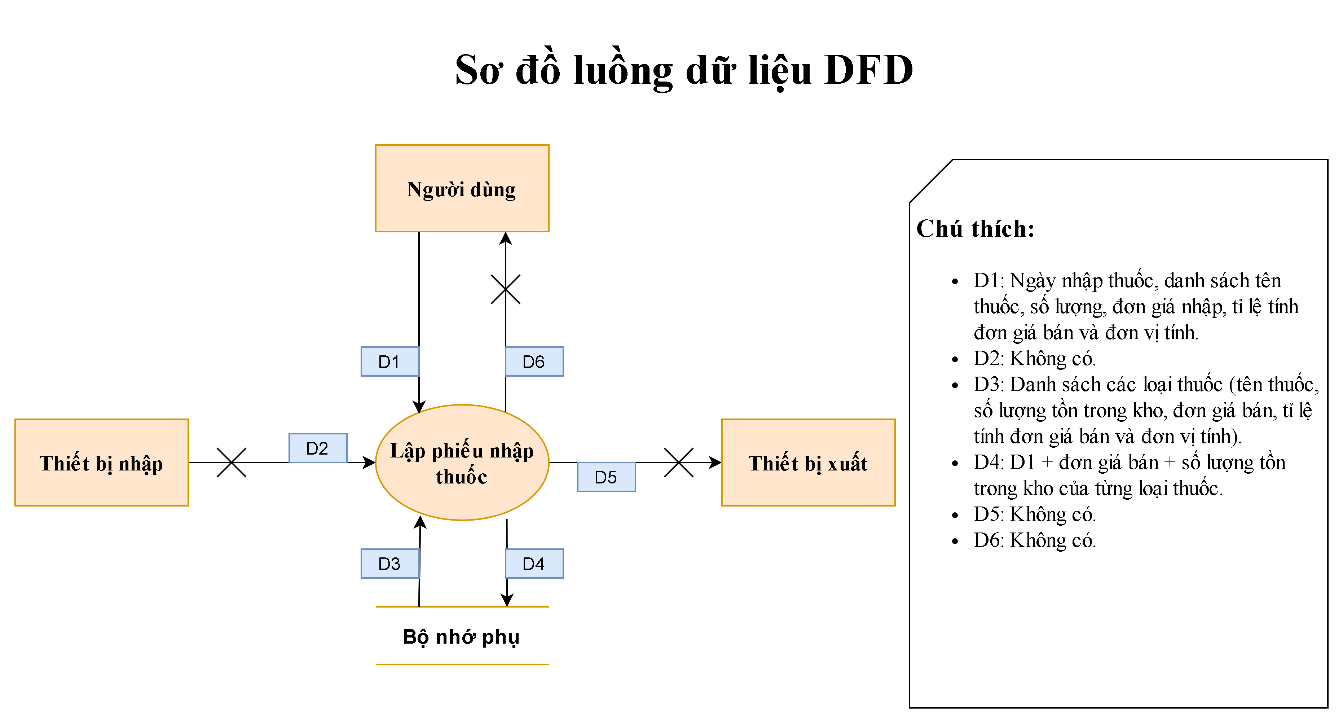 Sơ đồ luồng dữ liệu DFD
Người dùng
D1
D6
Thiết bị nhập
D2
Lập phiếu nhập
thuốc
D5
Thiết bị xuất
D3
D4
Bộ nhớ phụ
Chú thích:
• D1: Ngày nhập thuốc, danh sách tên
thuốc, số lượng, đơn giá nhập, tỉ lệ tính
đơn giá bán và đơn vị tính.
• D2: Không có.
• D3: Danh sách các loại thuốc (tên thuốc,
số lượng tồn trong kho, đơn giá bán, tỉ lệ
tính đơn giá bán và đơn vị tính).
• D4: D1 + đơn giá bán + số lượng tồn
trong kho của từng loại thuốc.
• D5: Không có.
• D6: Không có.